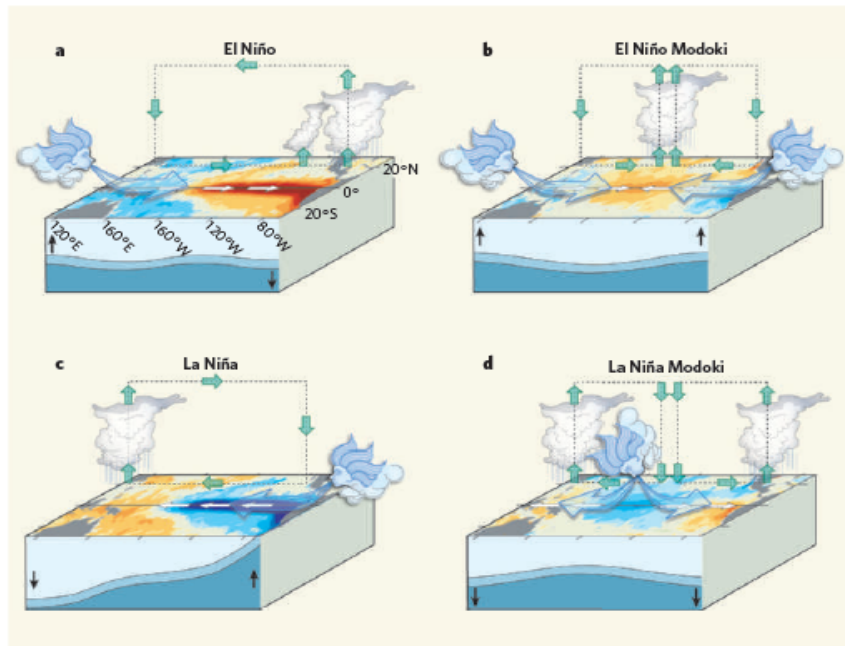 a
El Niño
b
El Niño Modoki
20°N
0°
20°S
120°E
160°E
160°W
120°W
80°W
c
La Niña
d
La Niña Modoki